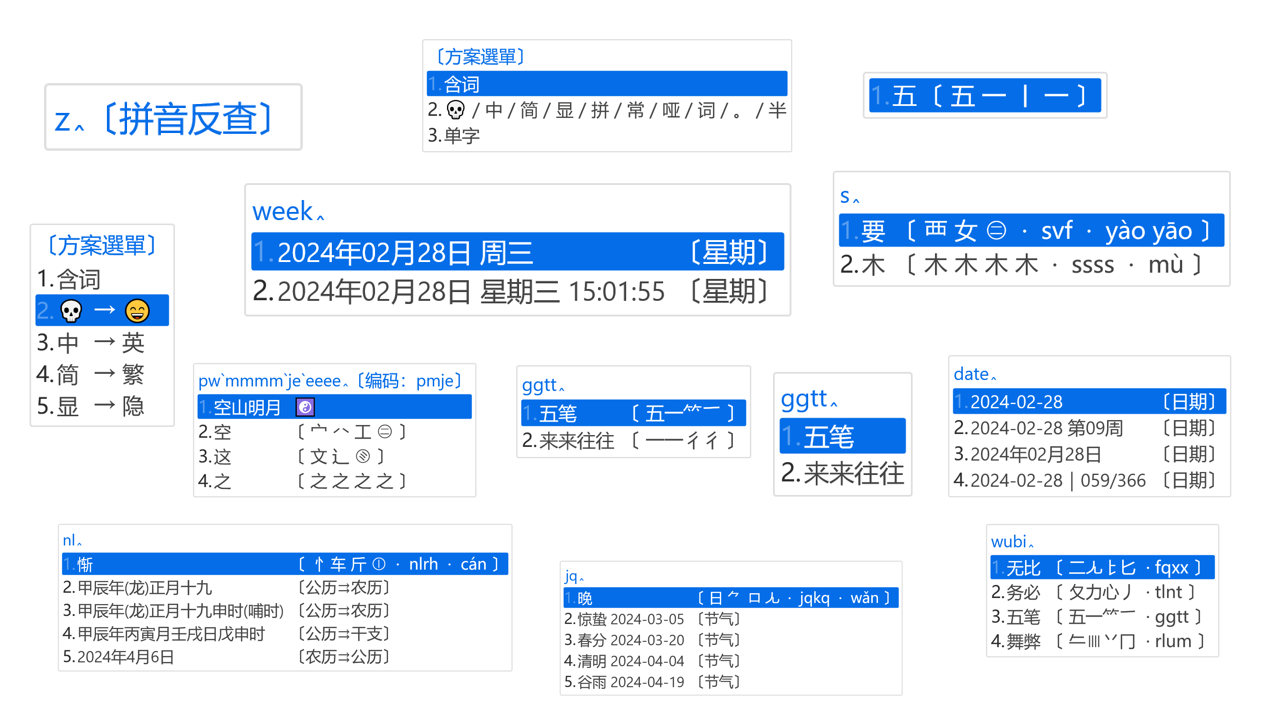 〔方案選單〕
1.含词
2.💀 / 中 / 简 / 显 / 拼 / 常 / 哑 / 词 / 。 / 半
3.单字
1.五〔 五 一 丨 一 〕
z‸〔拼音反查〕
week‸
1.2024年02月28日 周三 〔星期〕
2.2024年02月28日 星期三 15:01:55 〔星期〕
s‸
1.要 〔 覀 女 ㊂ · svf · yào yāo 〕
2.木 〔 木 木 木 木 · ssss · mù 〕
〔方案選單〕
1.含词
2.💀 → 😄
3.中 → 英
4.简 → 繁
5.显 → 隐
pw`mmmm`je`eeee‸〔编码：pmje〕
1.空山明月 ☯
2.空 〔 宀 八 工 ㊁ 〕
3.这 〔 文 辶 〕
4.之 〔 之 之 之 之 〕
ggtt‸
1.五笔 〔 五一⺮ 〕
2.来来往往 〔 一一彳彳 〕
ggtt‸
1.五笔
2.来来往往
date‸
1.2024-02-28 〔日期〕
2.2024-02-28 第09周 〔日期〕
3.2024年02月28日 〔日期〕
4.2024-02-28 | 059/366 〔日期〕
nl‸
1.惭 〔 忄 车 斤 ㊀ · nlrh · cán 〕
2.甲辰年(龙)正月十九 〔公历⇉农历〕
3.甲辰年(龙)正月十九申时(哺时) 〔公历⇉农历〕
4.甲辰年丙寅月壬戌日戊申时 〔公历⇉干支〕
5.2024年4月6日 〔农历⇉公历〕
jq‸
1.晚 〔 日 ⺈ 口 · jqkq · wǎn 〕
2.惊蛰 2024-03-05 〔节气〕
3.春分 2024-03-20 〔节气〕
4.清明 2024-04-04 〔节气〕
5.谷雨 2024-04-19 〔节气〕
wubi‸
1.无比 〔 二匕 · fqxx 〕
2.务必 〔 夂力心丿 · tlnt 〕
3.五笔 〔 五一⺮ · ggtt 〕
4.舞弊 〔 冂 · rlum 〕